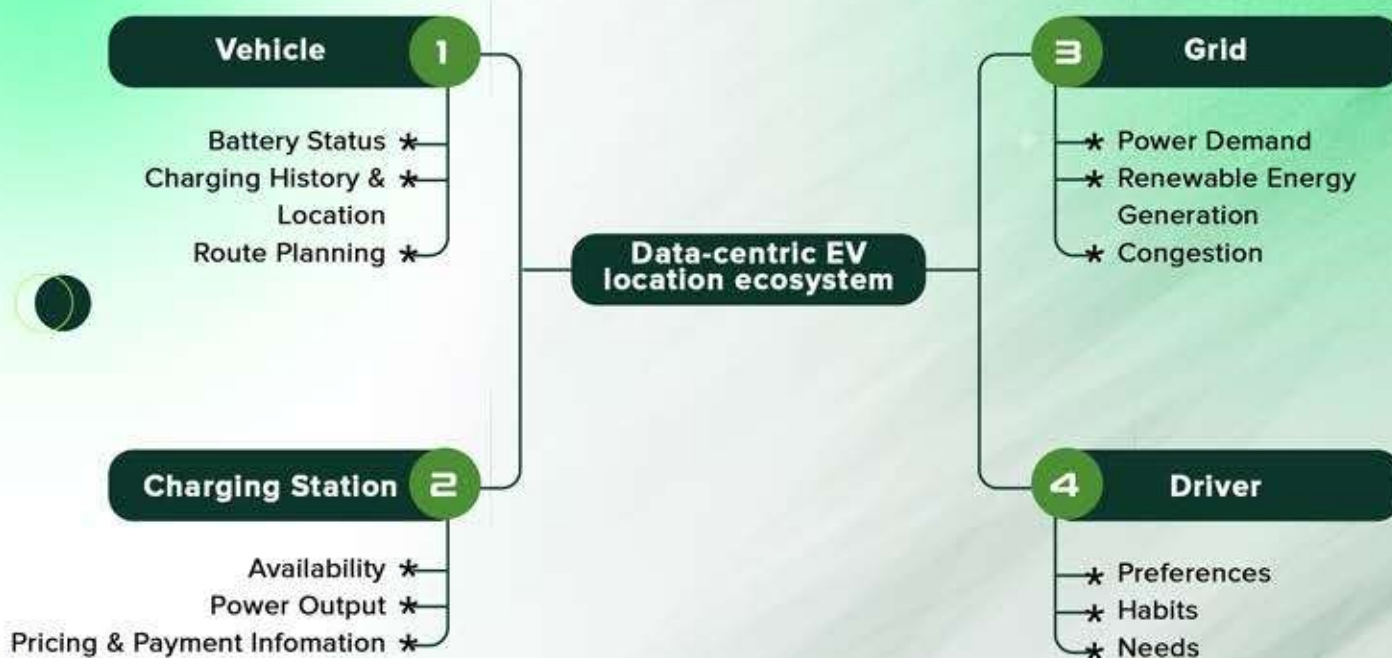 Vehicle 1
Battery Status
Charging History &
Location
Route Planning
Charging Station 2
Availability
Power Output
Pricing & Payment Infomation
Data-centric EV
location ecosystem
3 Grid
Power Demand
Renewable Energy
Generation
Congestion
4 Driver
Preferences
Habits
Needs